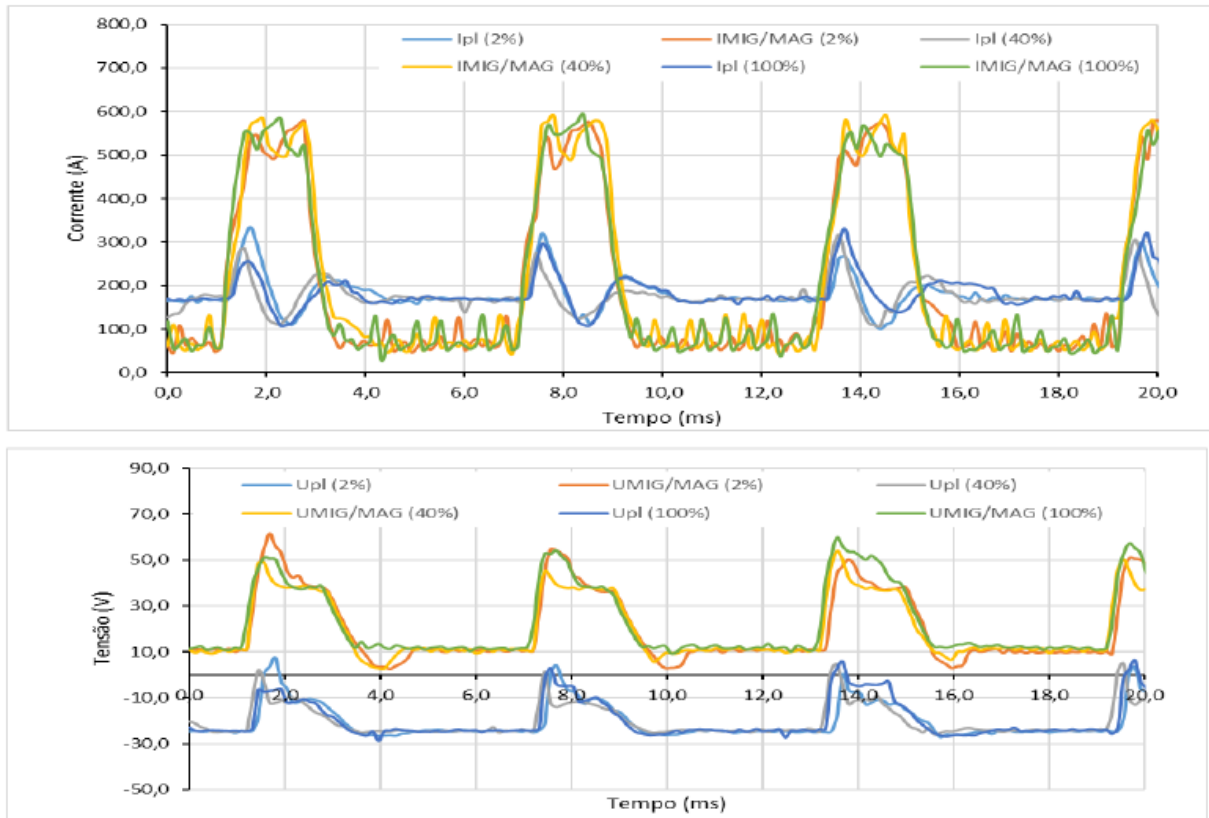 800,0
700,0
600,0
500,0
400,0
300,0
200,0
100,0
0,0
Corrente (A)
Ipl (2%) IMIG/MAG (2%) Ipl (40%)
IMIG/MAG (40%) Ipl (100%) IMIG/MAG (100%)
0,0 2,0 4,0 6,0 8,0 10,0 12,0 14,0 16,0 18,0 20,0
Tempo (ms)
90,0
70,0
50,0
30,0
10,0
-10,0
-30,0
-50,0
Tensão (V)
Upl (2%) UMIG/MAG (2%) Upl (40%)
UMIG/MAG (40%) Upl (100%) UMIG/MAG (100%)
0,0 2,0 4,0 6,0 8,0 10,0 12,0 14,0 16,0 18,0 20,0
Tempo (ms)